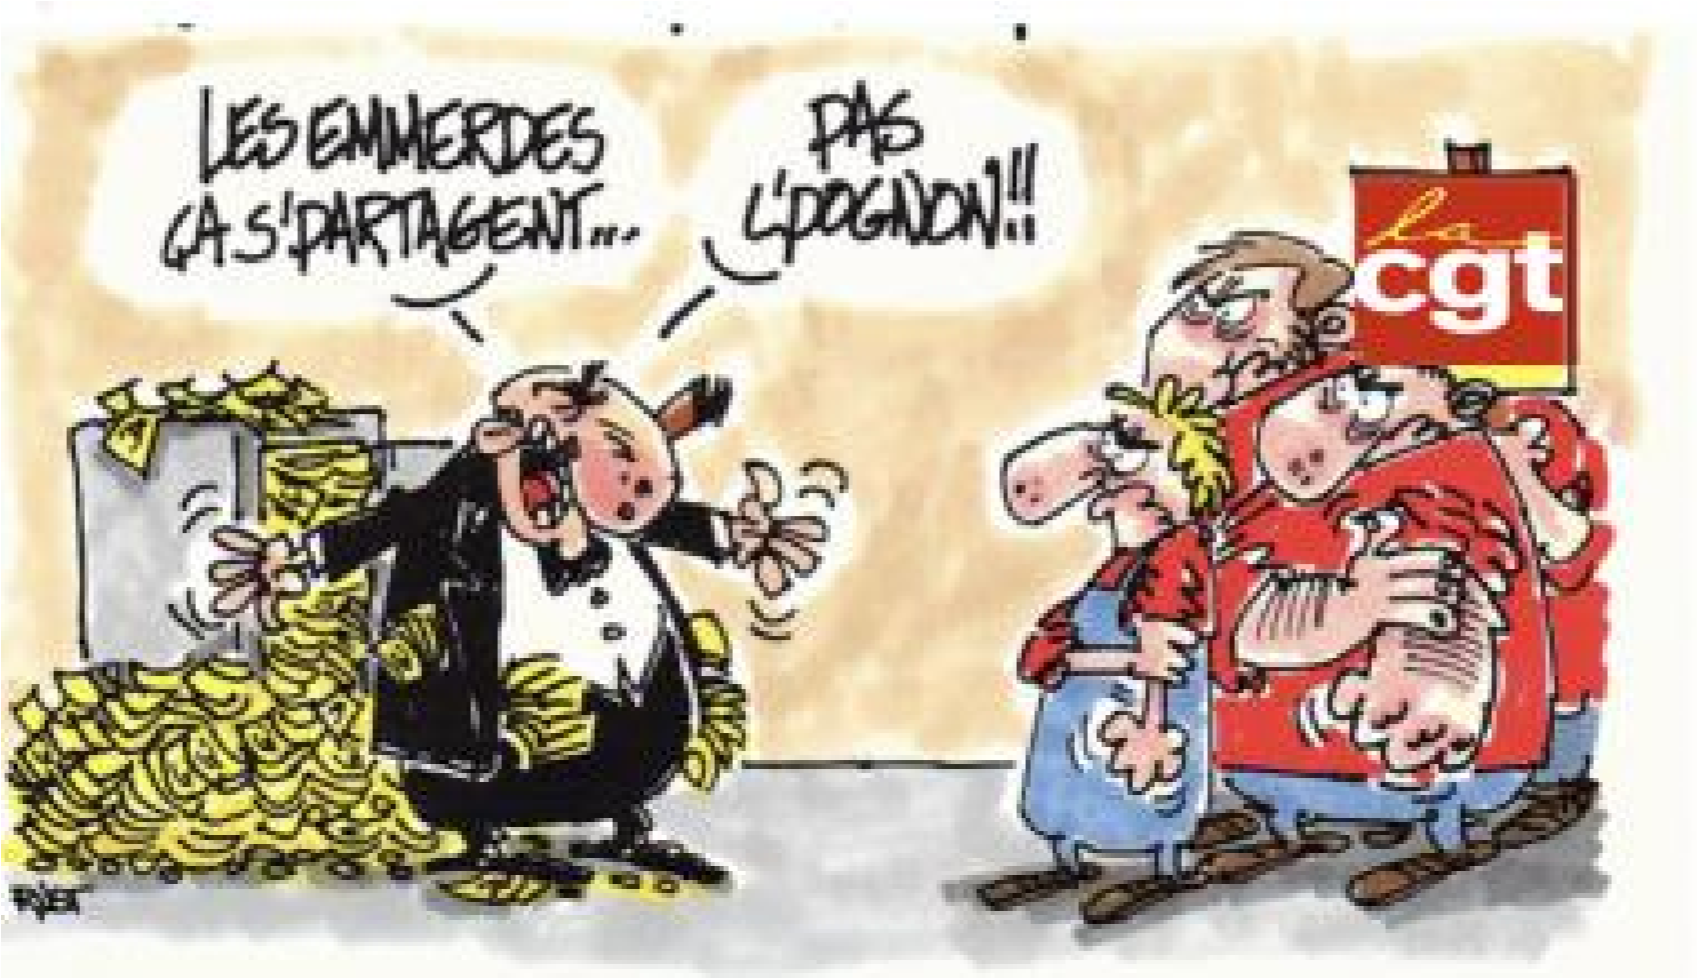 LES EMMERDES
ÇA S'PARTAGENT...
PAS
L'POGNON!!
la
cgt